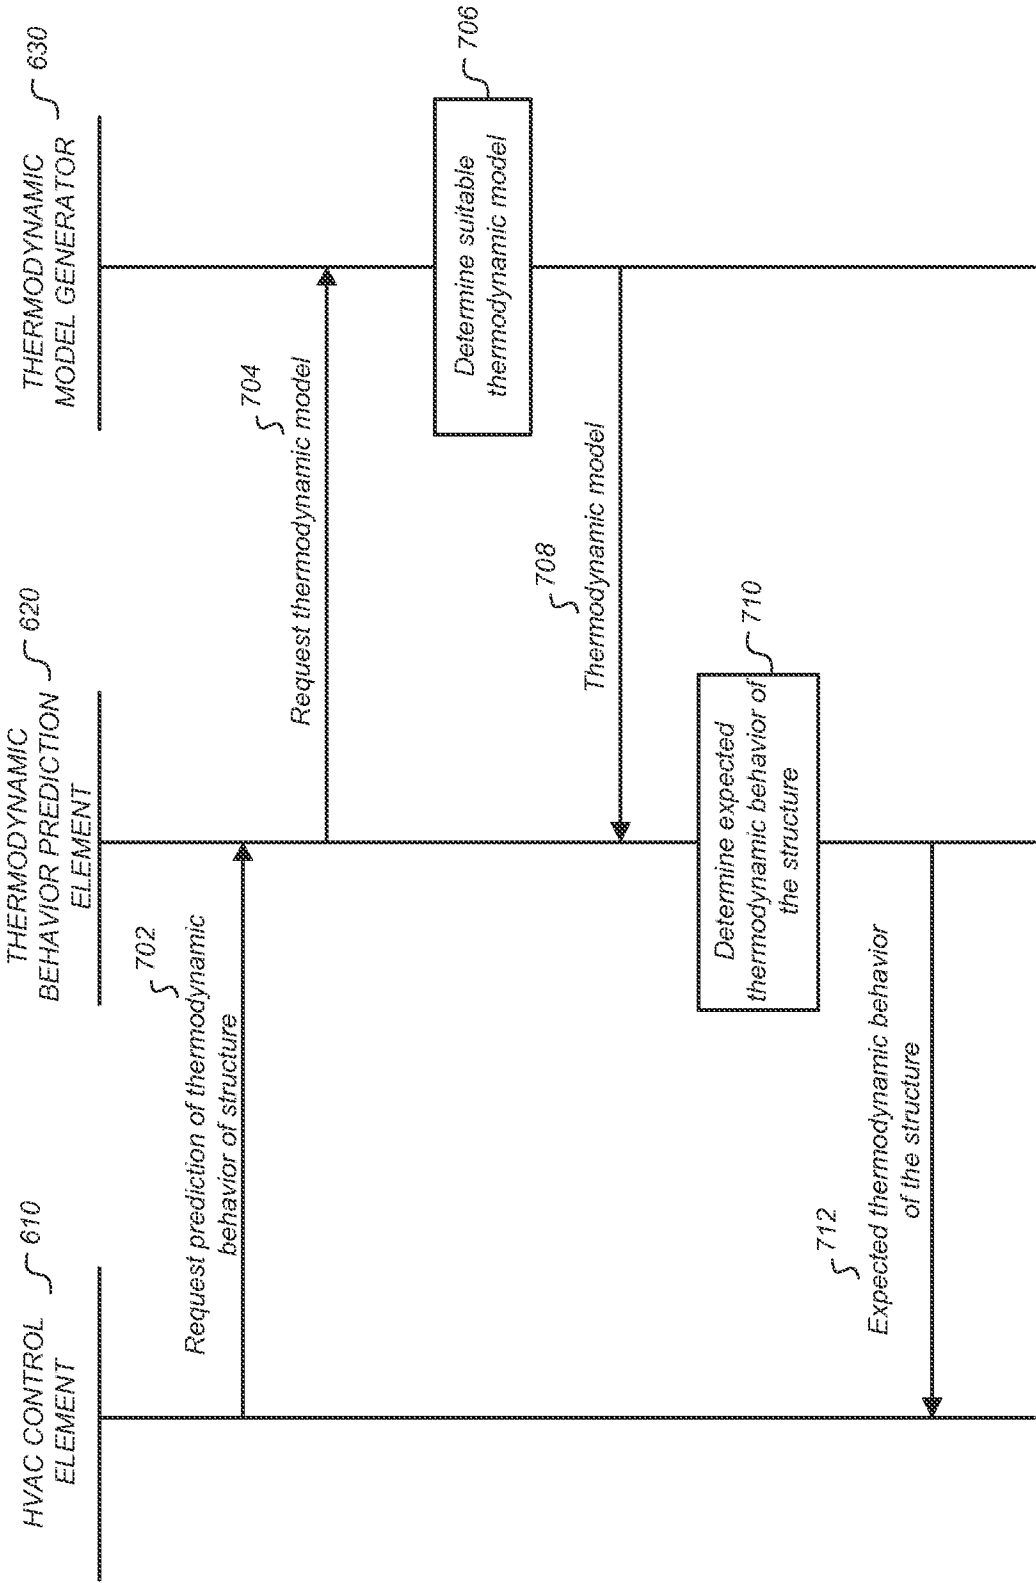 HVAC CONTROL
ELEMENT
610
THERMODYNAMIC
BEHAVIOR PREDICTION
ELEMENT
620
THERMODYNAMIC
MODEL GENERATOR
630
702
Request prediction of thermodynamic
behavior of structure
704
Request thermodynamic model
Determine suitable
thermodynamic model
706
708
Thermodynamic model
Determine expected
thermodynamic behavior of
the structure
710
712
Expected thermodynamic behavior
of the structure